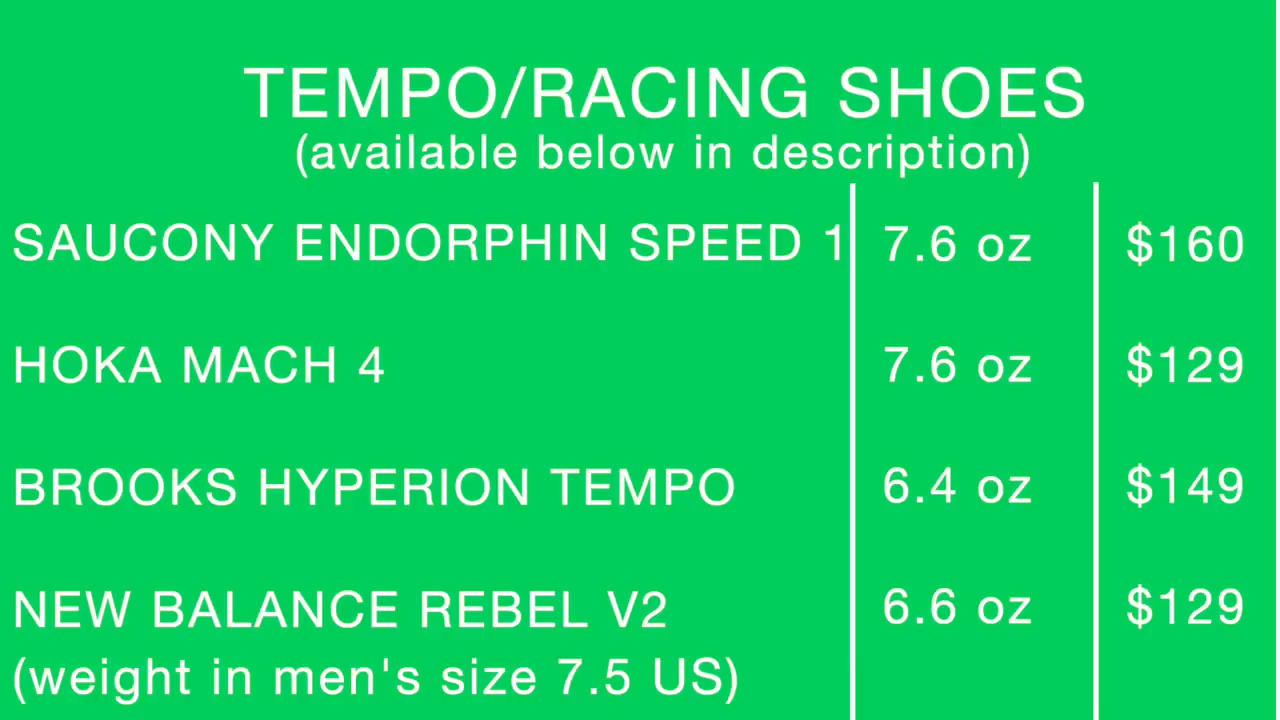 TEMPO/RACING SHOES
(available below in description)
SAUCONY ENDORPHIN SPEED 1 7.6 oz $160
HOKA MACH 4 7.6 oz $129
BROOKS HYPERION TEMPO 6.4 oz $149
NEW BALANCE REBEL V2 6.6 oz $129
(weight in men's size 7.5 US)